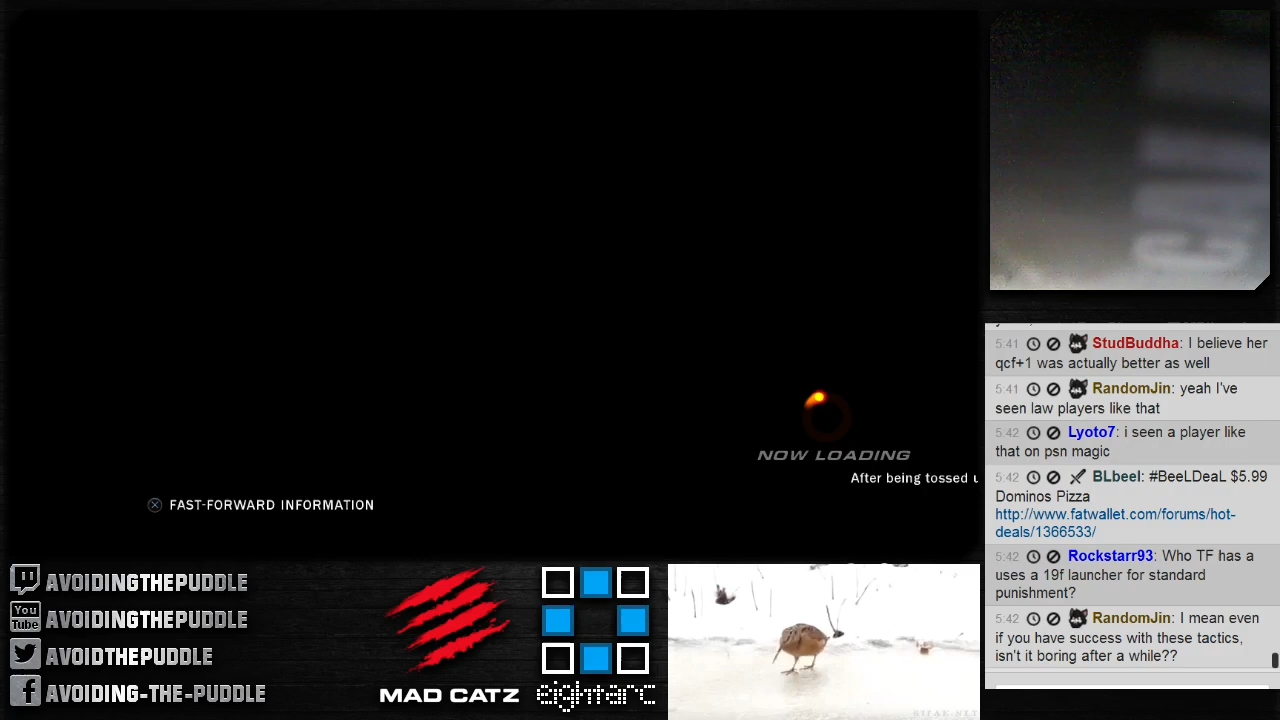 NOW LOADING
After being tossed u
FAST-FORWARD INFORMATION
5:41 StudBuddha: I believe her
qcf+1 was actually better as well
5:41 RandomJin: yeah I've
seen law players like that
5:42 Lyoto7: i seen a player like
that on psn magic
5:42 BLbeel: #BeeLDeaL $5.99
Dominos Pizza
http://www.fatwallet.com/forums/hot-
deals/1366533/
5:42 Rockstarr93: Who TF has a
uses a 19f launcher for standard
punishment?
5:42 RandomJin: I mean even
if you have success with these tactics,
isn't it boring after a while??
AVOIDINGTHEPUDDLE
You
Tube
AVOIDINGTHEPUDDLE
AVOIDTHEPUDDLE
f AVOIDING-THE-PUDDLE
MAD CATZ
eightarc